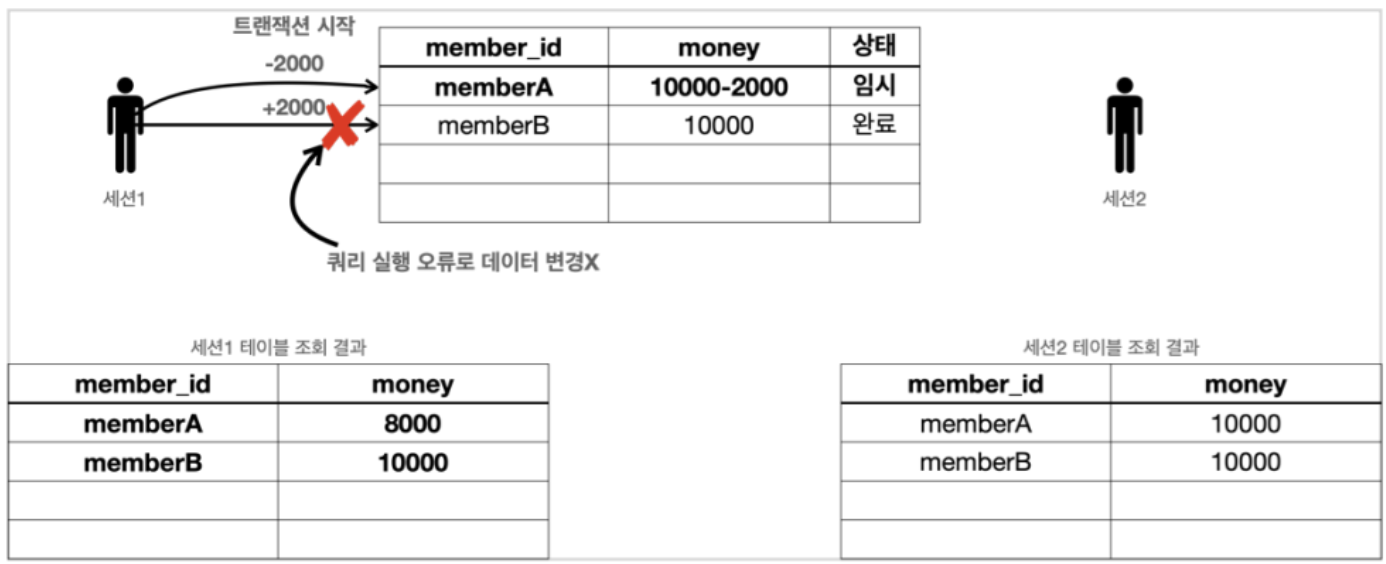 트랜잭션 시작
-2000
+2000
세션1
member_id money 상태
memberA 10000-2000 임시
memberB 10000 완료
세션2
쿼리 실행 오류로 데이터 변경X
세션1 테이블 조회 결과
member_id money
memberA 8000
memberB 10000
세션2 테이블 조회 결과
member_id money
memberA 10000
memberB 10000